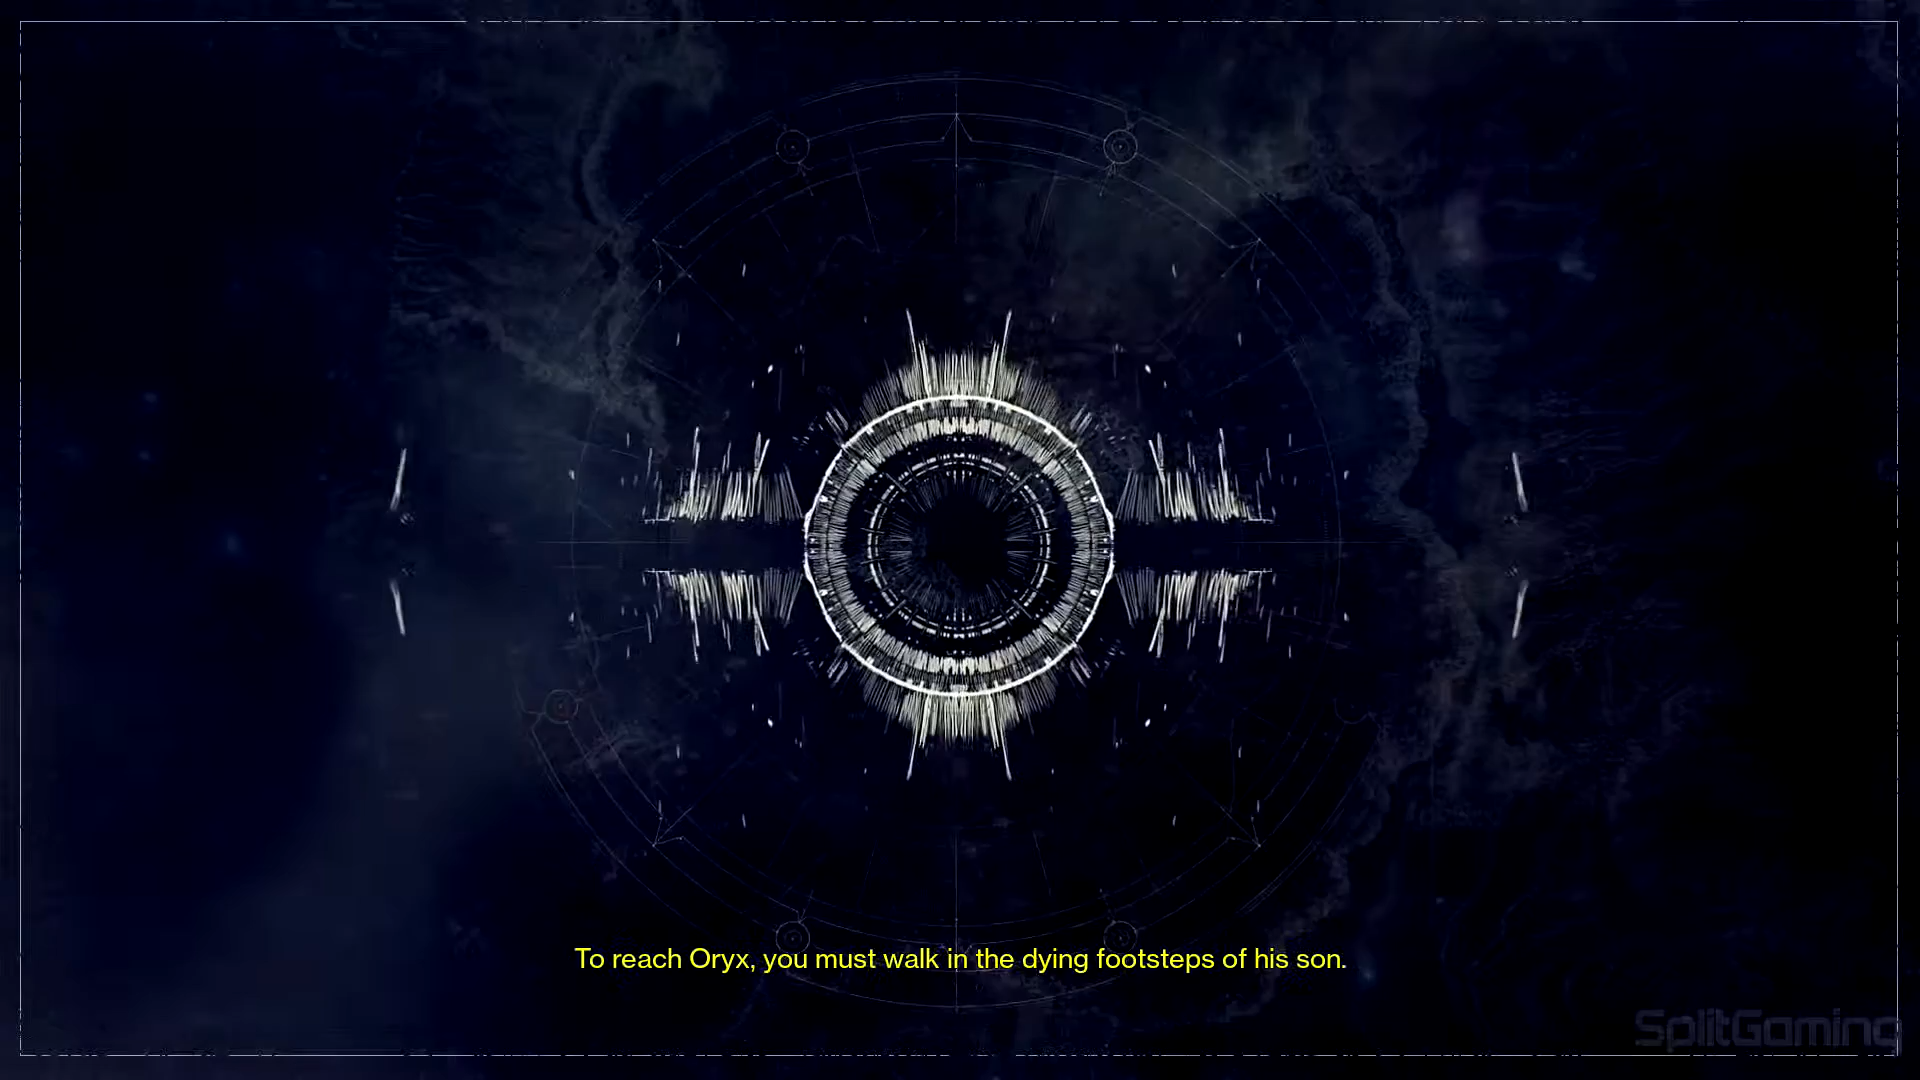 To reach Oryx, you must walk in the dying footsteps of his son.
SplitGaming